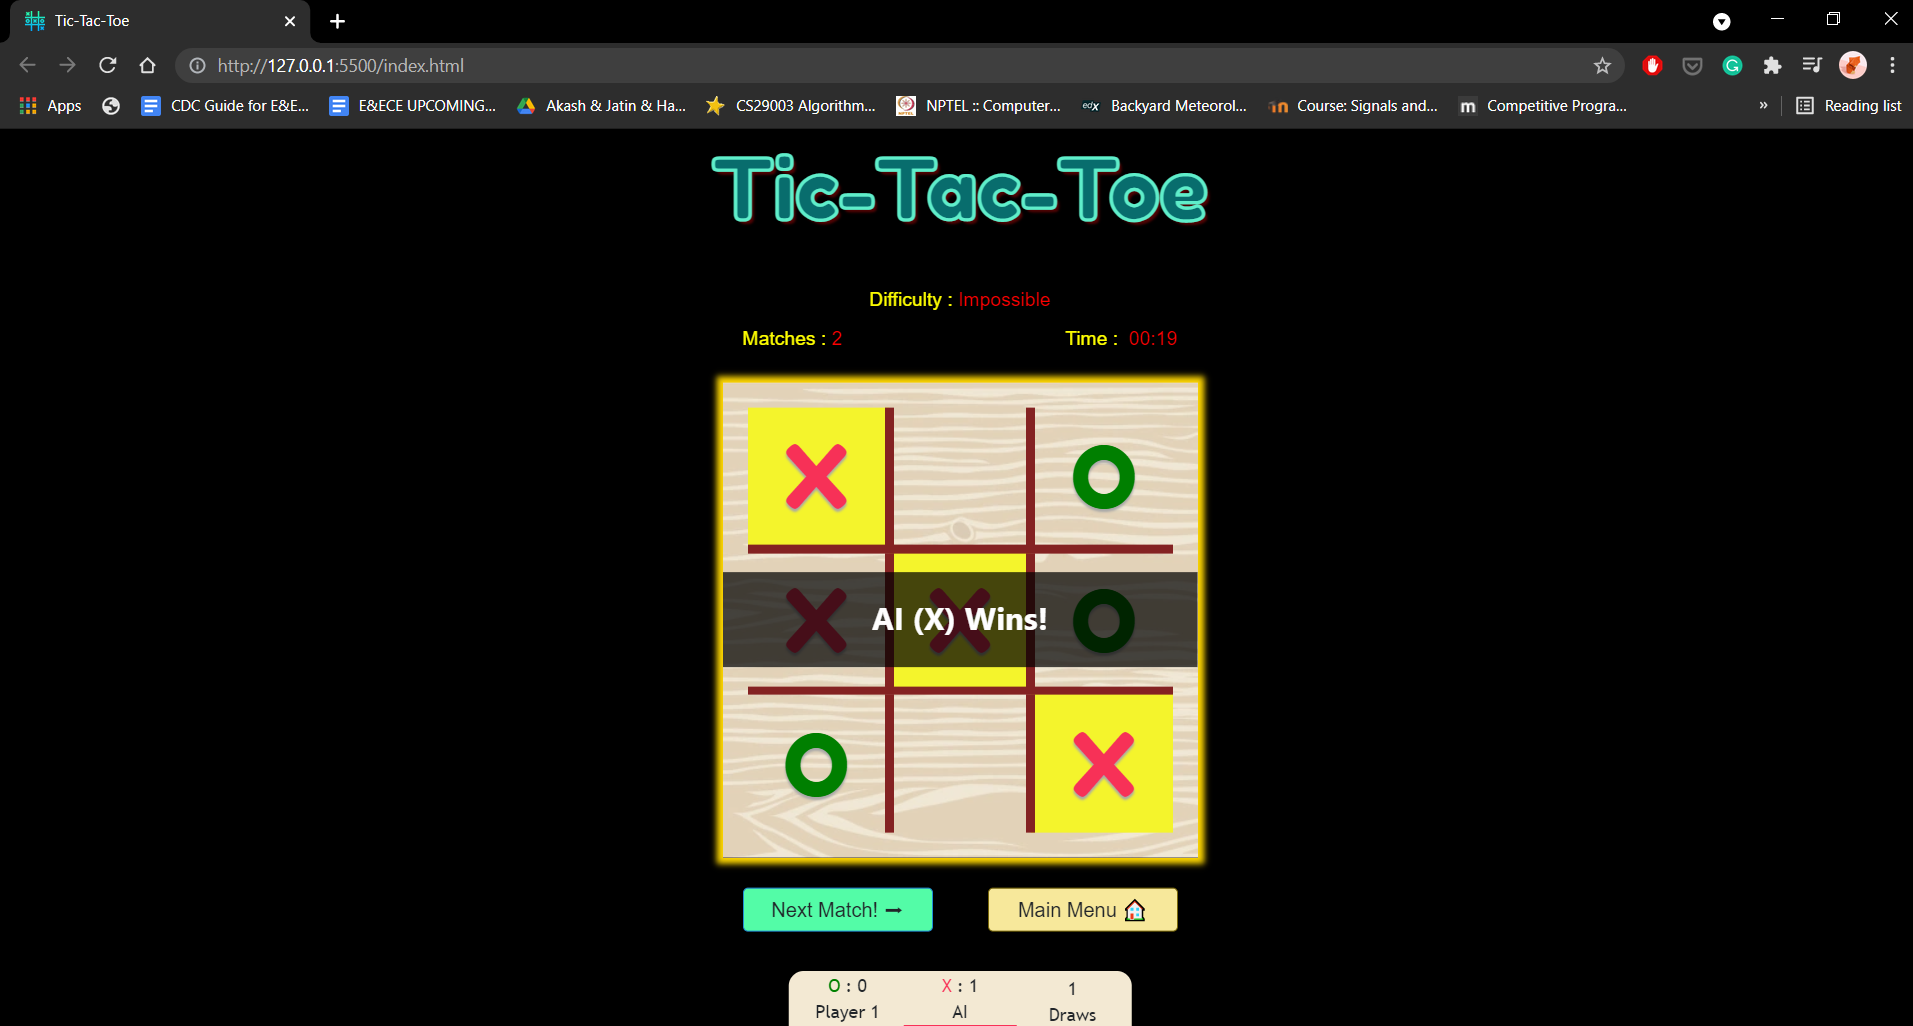 Tic-Tac-Toe
http://127.0.0.1:5500/index.html
Apps
CDC Guide for E&E...
E&ECE UPCOMING...
Akash & Jatin & Ha...
CS29003 Algorithm...
NPTEL :: Computer...
edX Backyard Meteorol...
Course: Signals and...
m Competitive Progra...
»
Reading list
Tic-Tac-Toe
Difficulty : Impossible
Matches : 2
Time : 00:19
X
O
X
X
O
AI (X) Wins!
O
X
Next Match! ➞
Main Menu
O : 0
X : 1
1
Player 1
AI
Draws